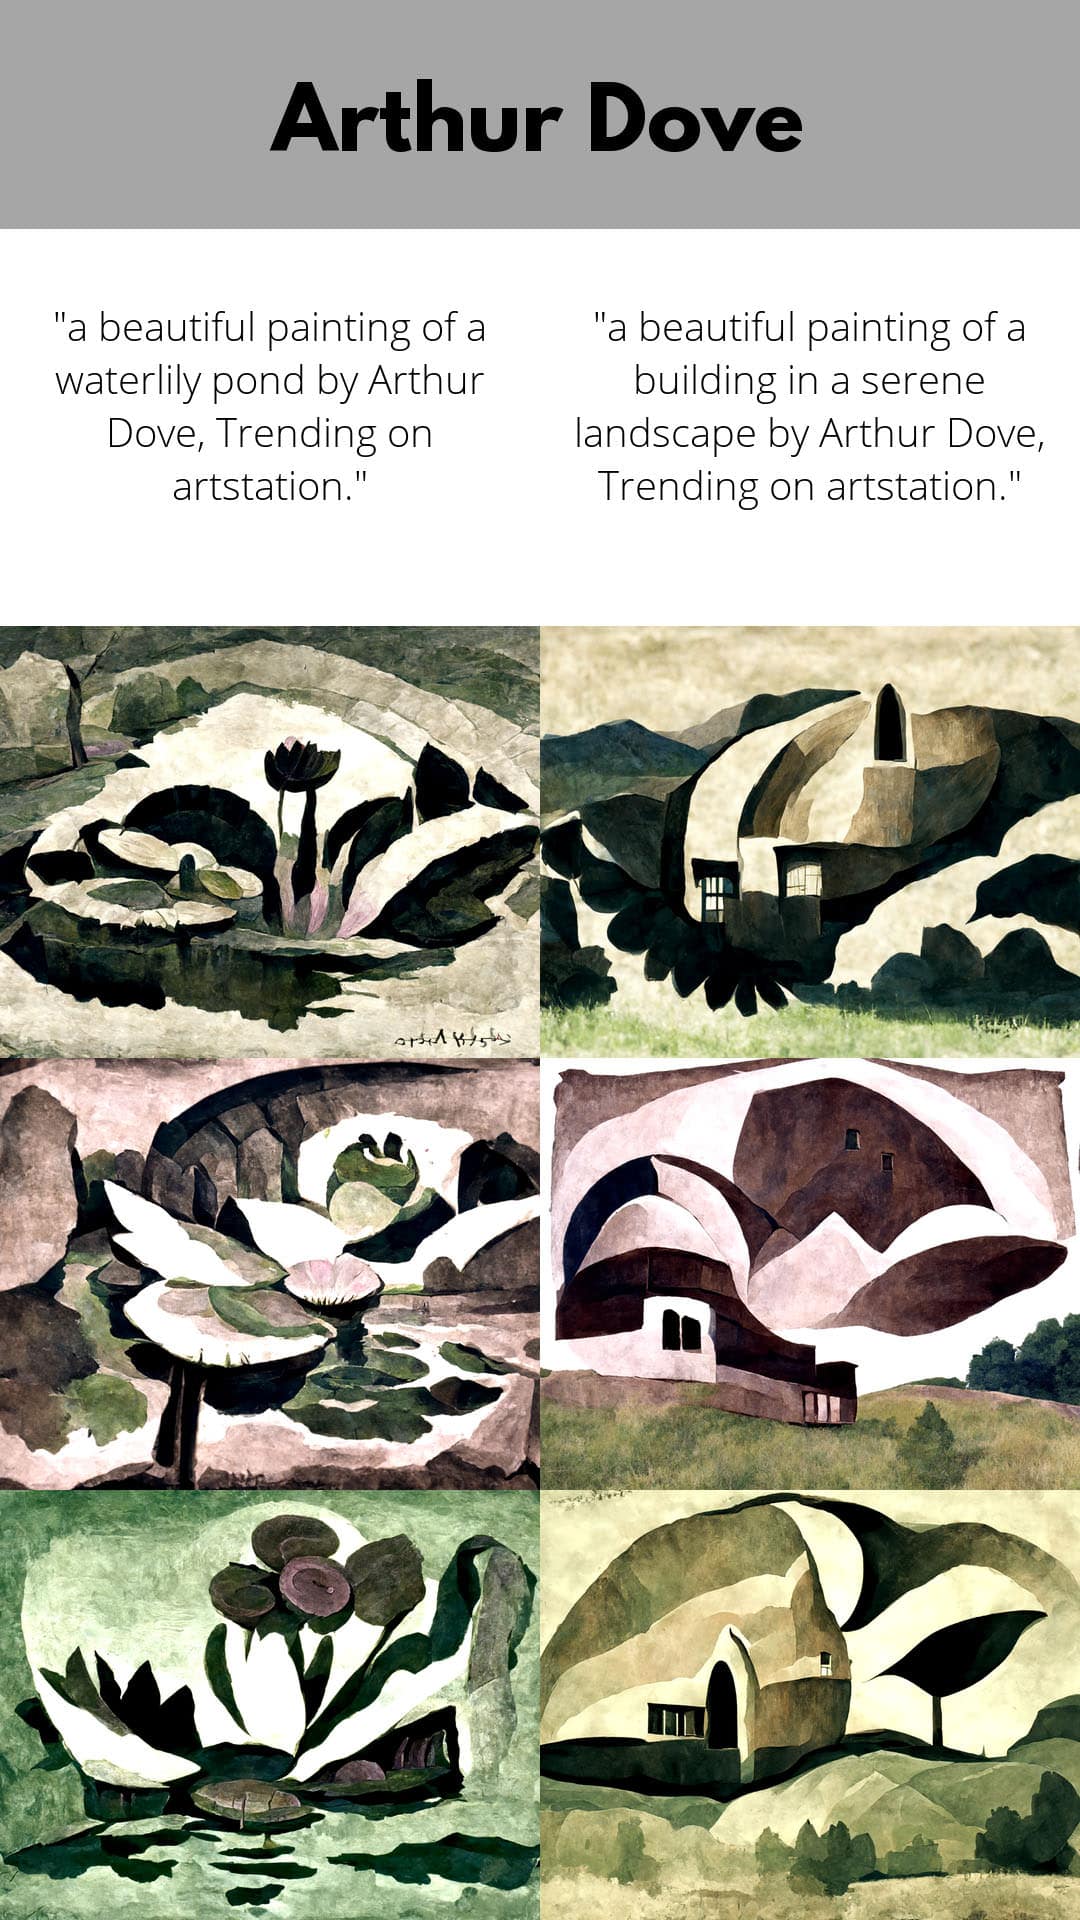 Arthur Dove
"a beautiful painting of a
waterlily pond by Arthur
Dove, Trending on
artstation."
"a beautiful painting of a
building in a serene
landscape by Arthur Dove,
Trending on artstation."